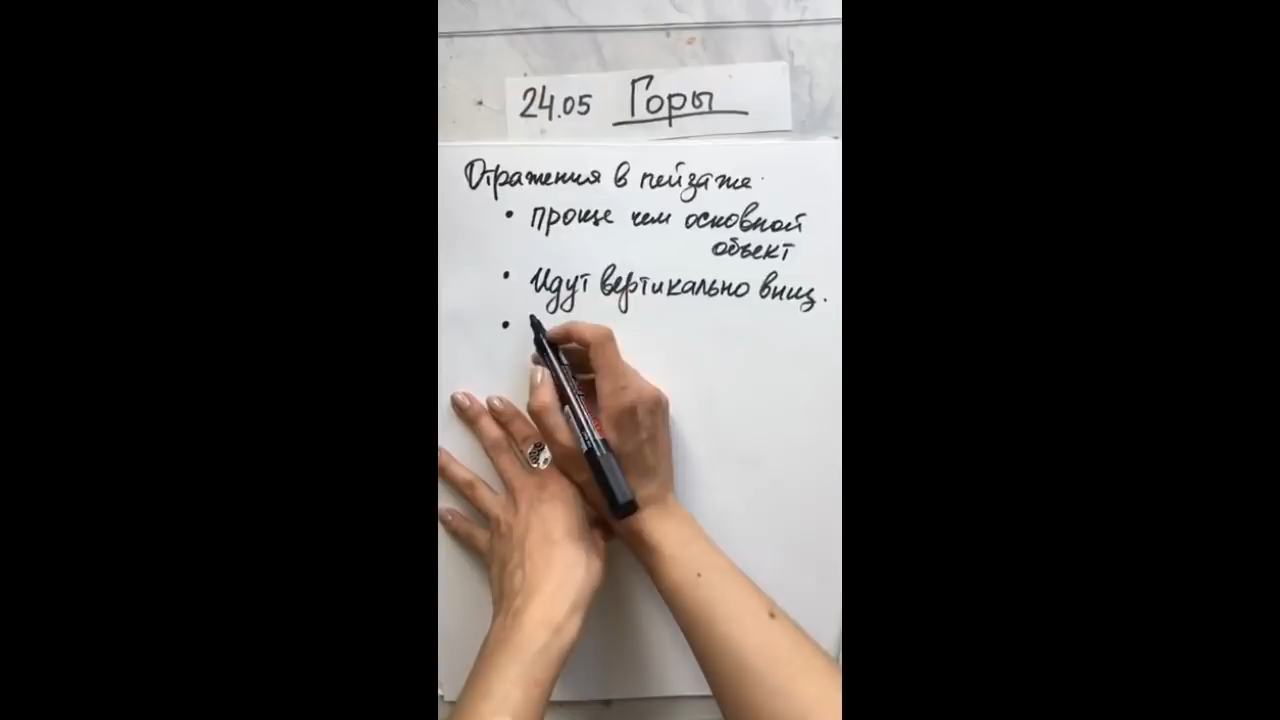 24.05 Горы
Отражения в пейзаже.
• проще чем основной
объект
• Идут вертикально вниз.
•